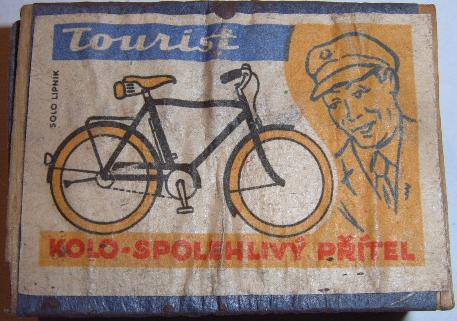 Tourist
SOLO LIPNÍK
KOLO-SPOLEHLIVÝ PŘÍTEL